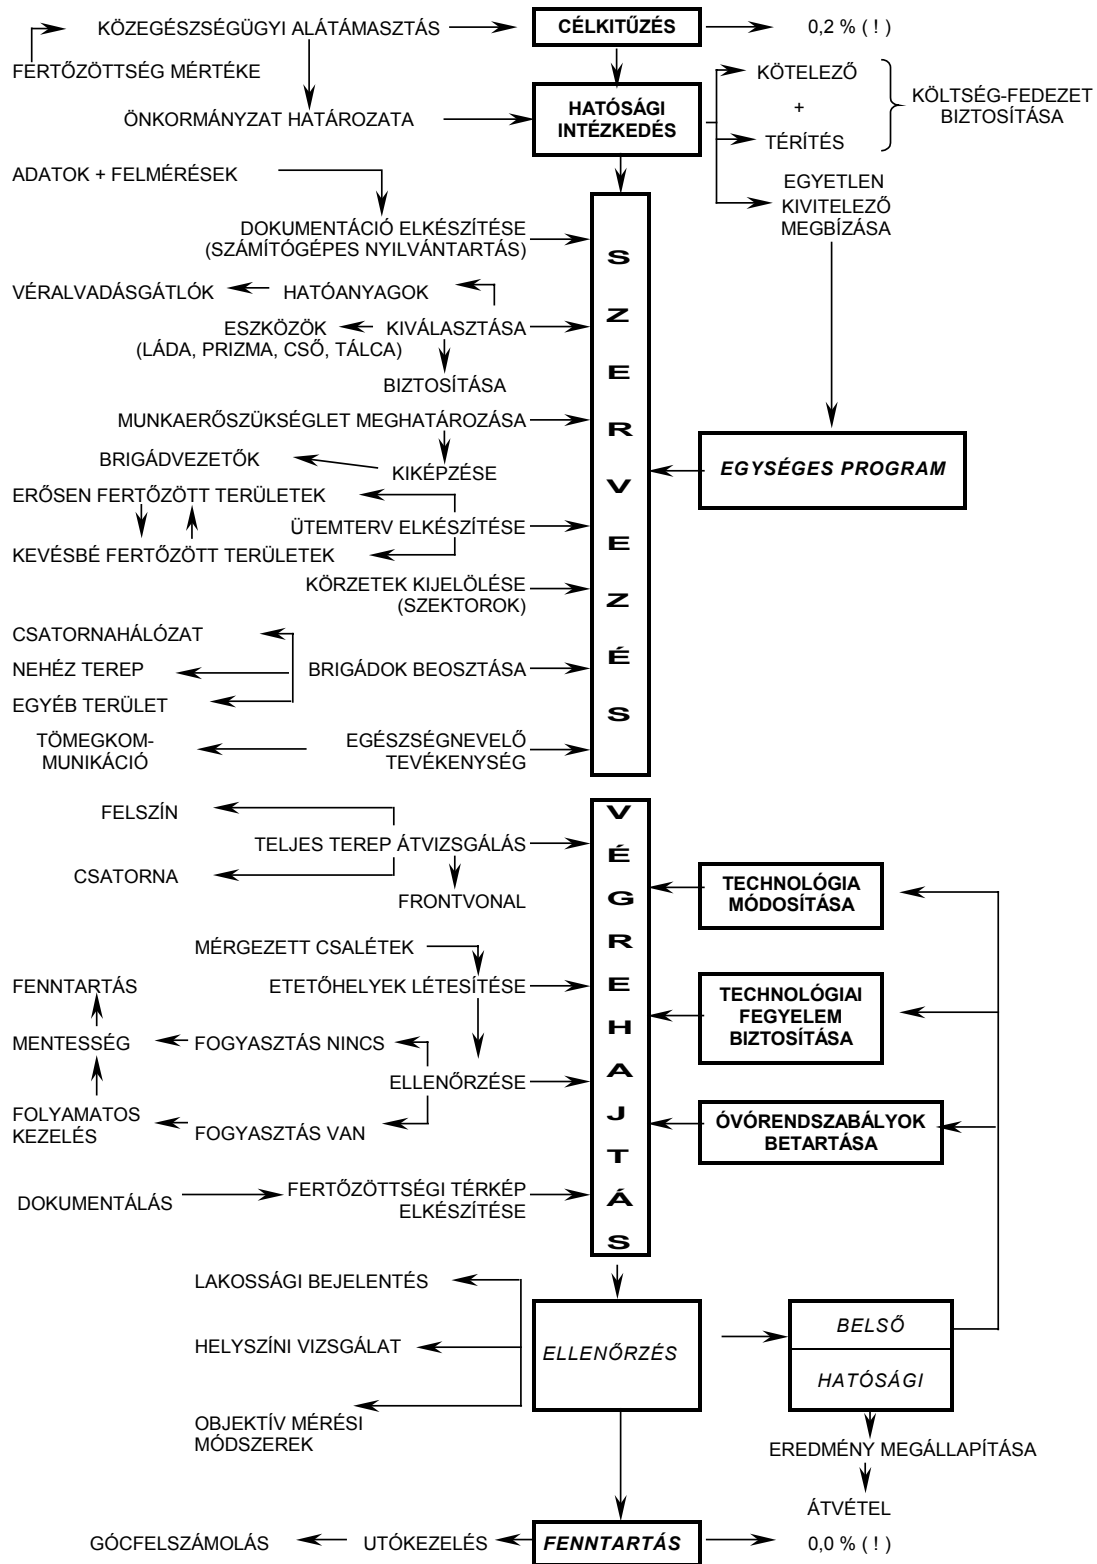 KÖZEGÉSZSÉGÜGYI ALÁTÁMASZTÁS
CÉLKITŰZÉS
0,2 % ( ! )
FERTŐZÖTTSÉG MÉRTÉKE
ÖNKORMÁNYZAT HATÁROZATA
HATÓSÁGI
INTÉZKEDÉS
KÖTELEZŐ
+
TÉRÍTÉS
KÖLTSÉG-FEDEZET
BIZTOSÍTÁSA
EGYETLEN
KIVITELEZŐ
MEGBÍZÁSA
ADATOK + FELMÉRÉSEK
DOKUMENTÁCIÓ ELKÉSZÍTÉSE
(SZÁMÍTÓGÉPES NYILVÁNTARTÁS)
SZERVEZÉS
VÉRALVADÁSGÁTLÓK
HATÓANYAGOK
ESZKÖZÖK
KIVÁLASZTÁSA
(LÁDA, PRIZMA, CSŐ, TÁLCA)
BIZTOSÍTÁSA
MUNKAERŐSZÜKSÉGLET MEGHATÁROZÁSA
BRIGÁDVEZETŐK
KIKÉPZÉSE
EGYSÉGES PROGRAM
ERŐSEN FERTŐZÖTT TERÜLETEK
ÜTEMTERV ELKÉSZÍTÉSE
KEVÉSBÉ FERTŐZÖTT TERÜLETEK
KÖRZETEK KIJELÖLÉSE
(SZEKTOROK)
CSATORNAHÁLÓZAT
NEHÉZ TEREP
BRIGÁDOK BEOSZTÁSA
EGYÉB TERÜLET
TÖMEGKOM-
MUNIKÁCIÓ
EGÉSZSÉGNEVELŐ
TEVÉKENYSÉG
VÉGREHAJTÁS
FELSZÍN
TELJES TEREP ÁTVIZSGÁLÁS
CSATORNA
FRONTVONAL
TECHNOLÓGIA
MÓDOSÍTÁSA
MÉRGEZETT CSALÉTEK
FENNTARTÁS
ETETŐHELYEK LÉTESÍTÉSE
TECHNOLÓGIAI
FEGYELEM
BIZTOSÍTÁSA
MENTESSÉG
FOGYASZTÁS NINCS
ELLENŐRZÉSE
FOLYAMATOS
KEZELÉS
FOGYASZTÁS VAN
ÓVÓRENDSZABÁLYOK
BETARTÁSA
DOKUMENTÁLÁS
FERTŐZÖTTSÉGI TÉRKÉP
ELKÉSZÍTÉSE
LAKOSSÁGI BEJELENTÉS
HELYSZÍNI VIZSGÁLAT
OBJEKTÍV MÉRÉSI
MÓDSZEREK
ELLENŐRZÉS
BELSŐ
HATÓSÁGI
EREDMÉNY MEGÁLLAPÍTÁSA
ÁTVÉTEL
GÓCFELSZÁMOLÁS
UTÓKEZELÉS
FENNTARTÁS
0,0 % ( ! )